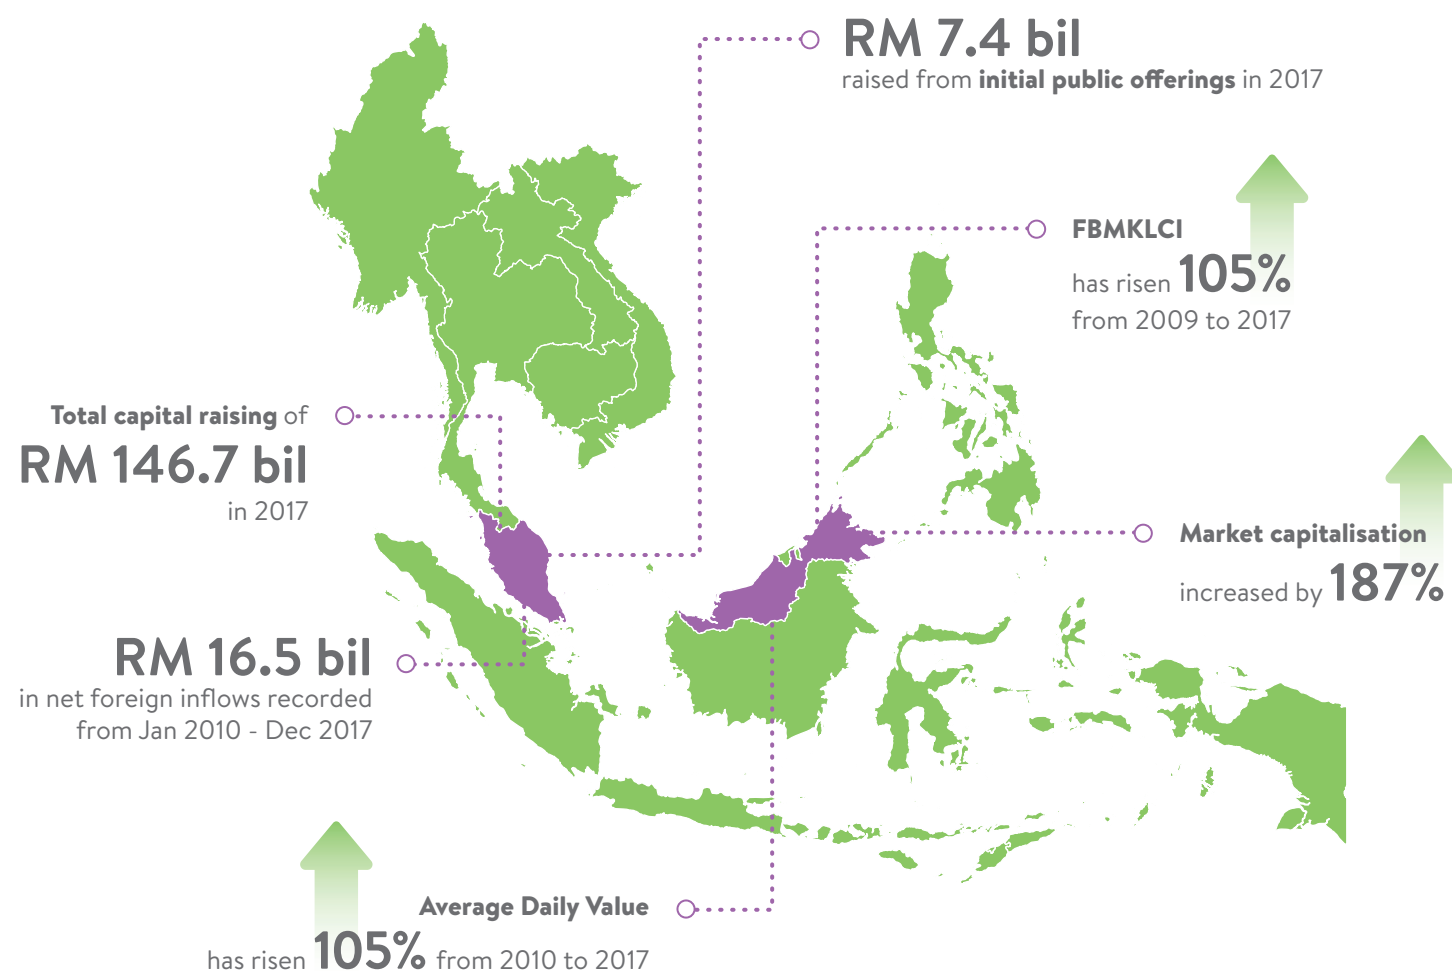 RM 7.4 bil
raised from initial public offerings in 2017
FBMKLCI
has risen 105%
from 2009 to 2017
Total capital raising of
RM 146.7 bil
in 2017
Market capitalisation
increased by 187%
RM 16.5 bil
in net foreign inflows recorded
from Jan 2010 - Dec 2017
Average Daily Value
has risen 105% from 2010 to 2017